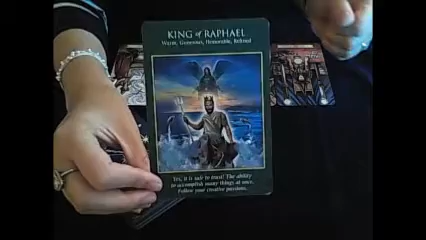 KING of RAPHAEL
Warm, Generous, Honorable, Refined
Yes, it is safe to trust! The ability
to accomplish many things at once.
Follow your creative passions.